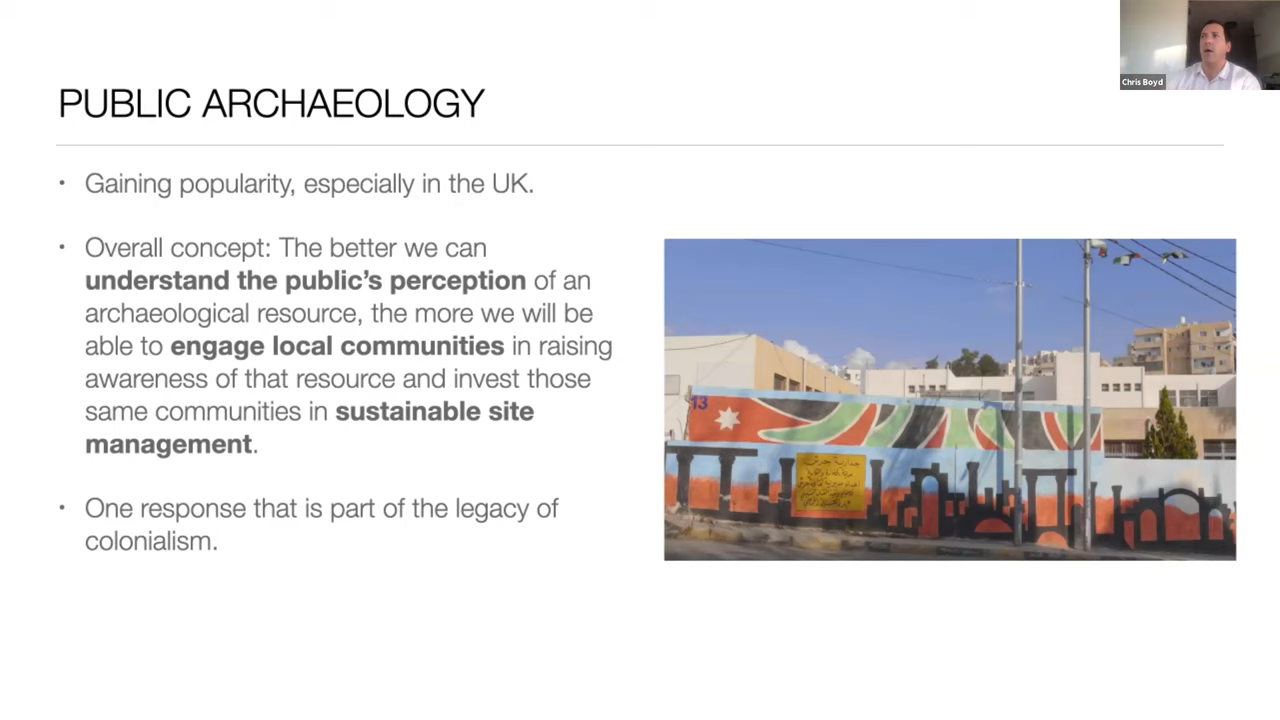 Chris Boyd
PUBLIC ARCHAEOLOGY
• Gaining popularity, especially in the UK.
• Overall concept: The better we can
understand the public's perception of an
archaeological resource, the more we will be
able to engage local communities in raising
awareness of that resource and invest those
same communities in sustainable site
management.
• One response that is part of the legacy of
colonialism.
13
جدارية جرش